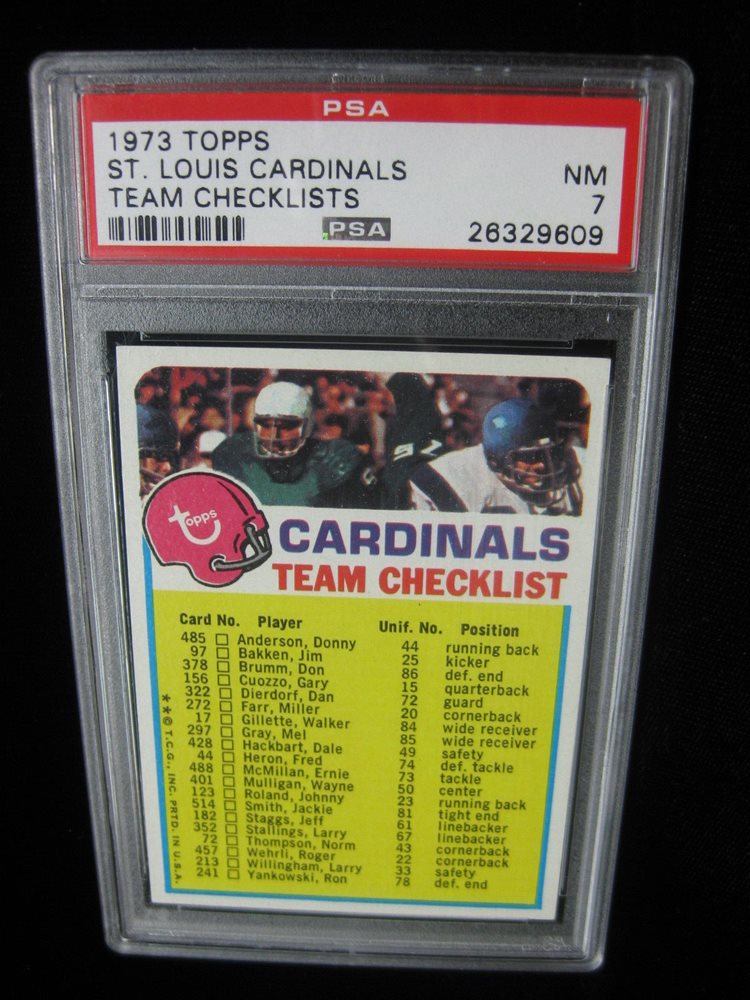 PSA
1973 TOPPS
ST. LOUIS CARDINALS
TEAM CHECKLISTS
NM
7
PSA
26329609
97
topps
CARDINALS
TEAM CHECKLIST
Card No. Player Unif. No. Position
485 Anderson, Donny 44 running back
97 Bakken, Jim 25 kicker
378 Brumm, Don 86 def. end
156 Cuozzo, Gary 15 quarterback
322 Dierdorf, Dan 72 guard
272 Farr, Miller 20 cornerback
17 Gillette, Walker 84 wide receiver
297 Gray, Mel 85 wide receiver
428 Hackbart, Dale 49 safety
44 Heron, Fred 74 def. tackle
488 McMillan, Ernie 73 tackle
401 Mulligan, Wayne 50 center
123 Roland, Johnny 23 running back
514 Smith, Jackie 81 tight end
182 Staggs, Jeff 61 linebacker
352 Stallings, Larry 67 linebacker
72 Thompson, Norm 43 cornerback
457 Wehrli, Roger 22 cornerback
213 Willingham, Larry 33 safety
241 Yankowski, Ron 78 def. end
**© T.C.G., INC. PRTD. IN U.S.A.